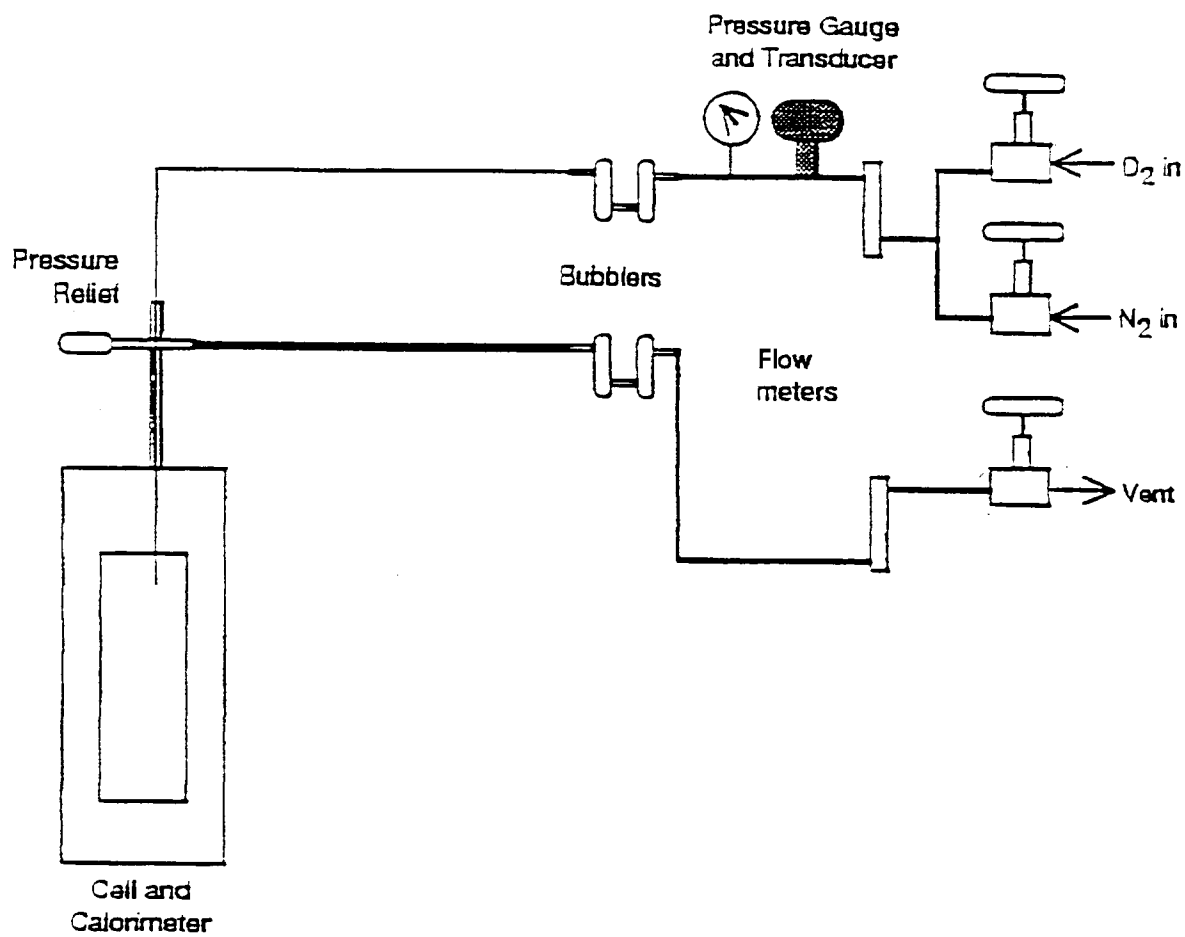 Pressure Gauge
and Transducer
D2 in
Pressure
Relief
Bubblers
N2 in
Flow
meters
Vent
Cell and
Calorimeter